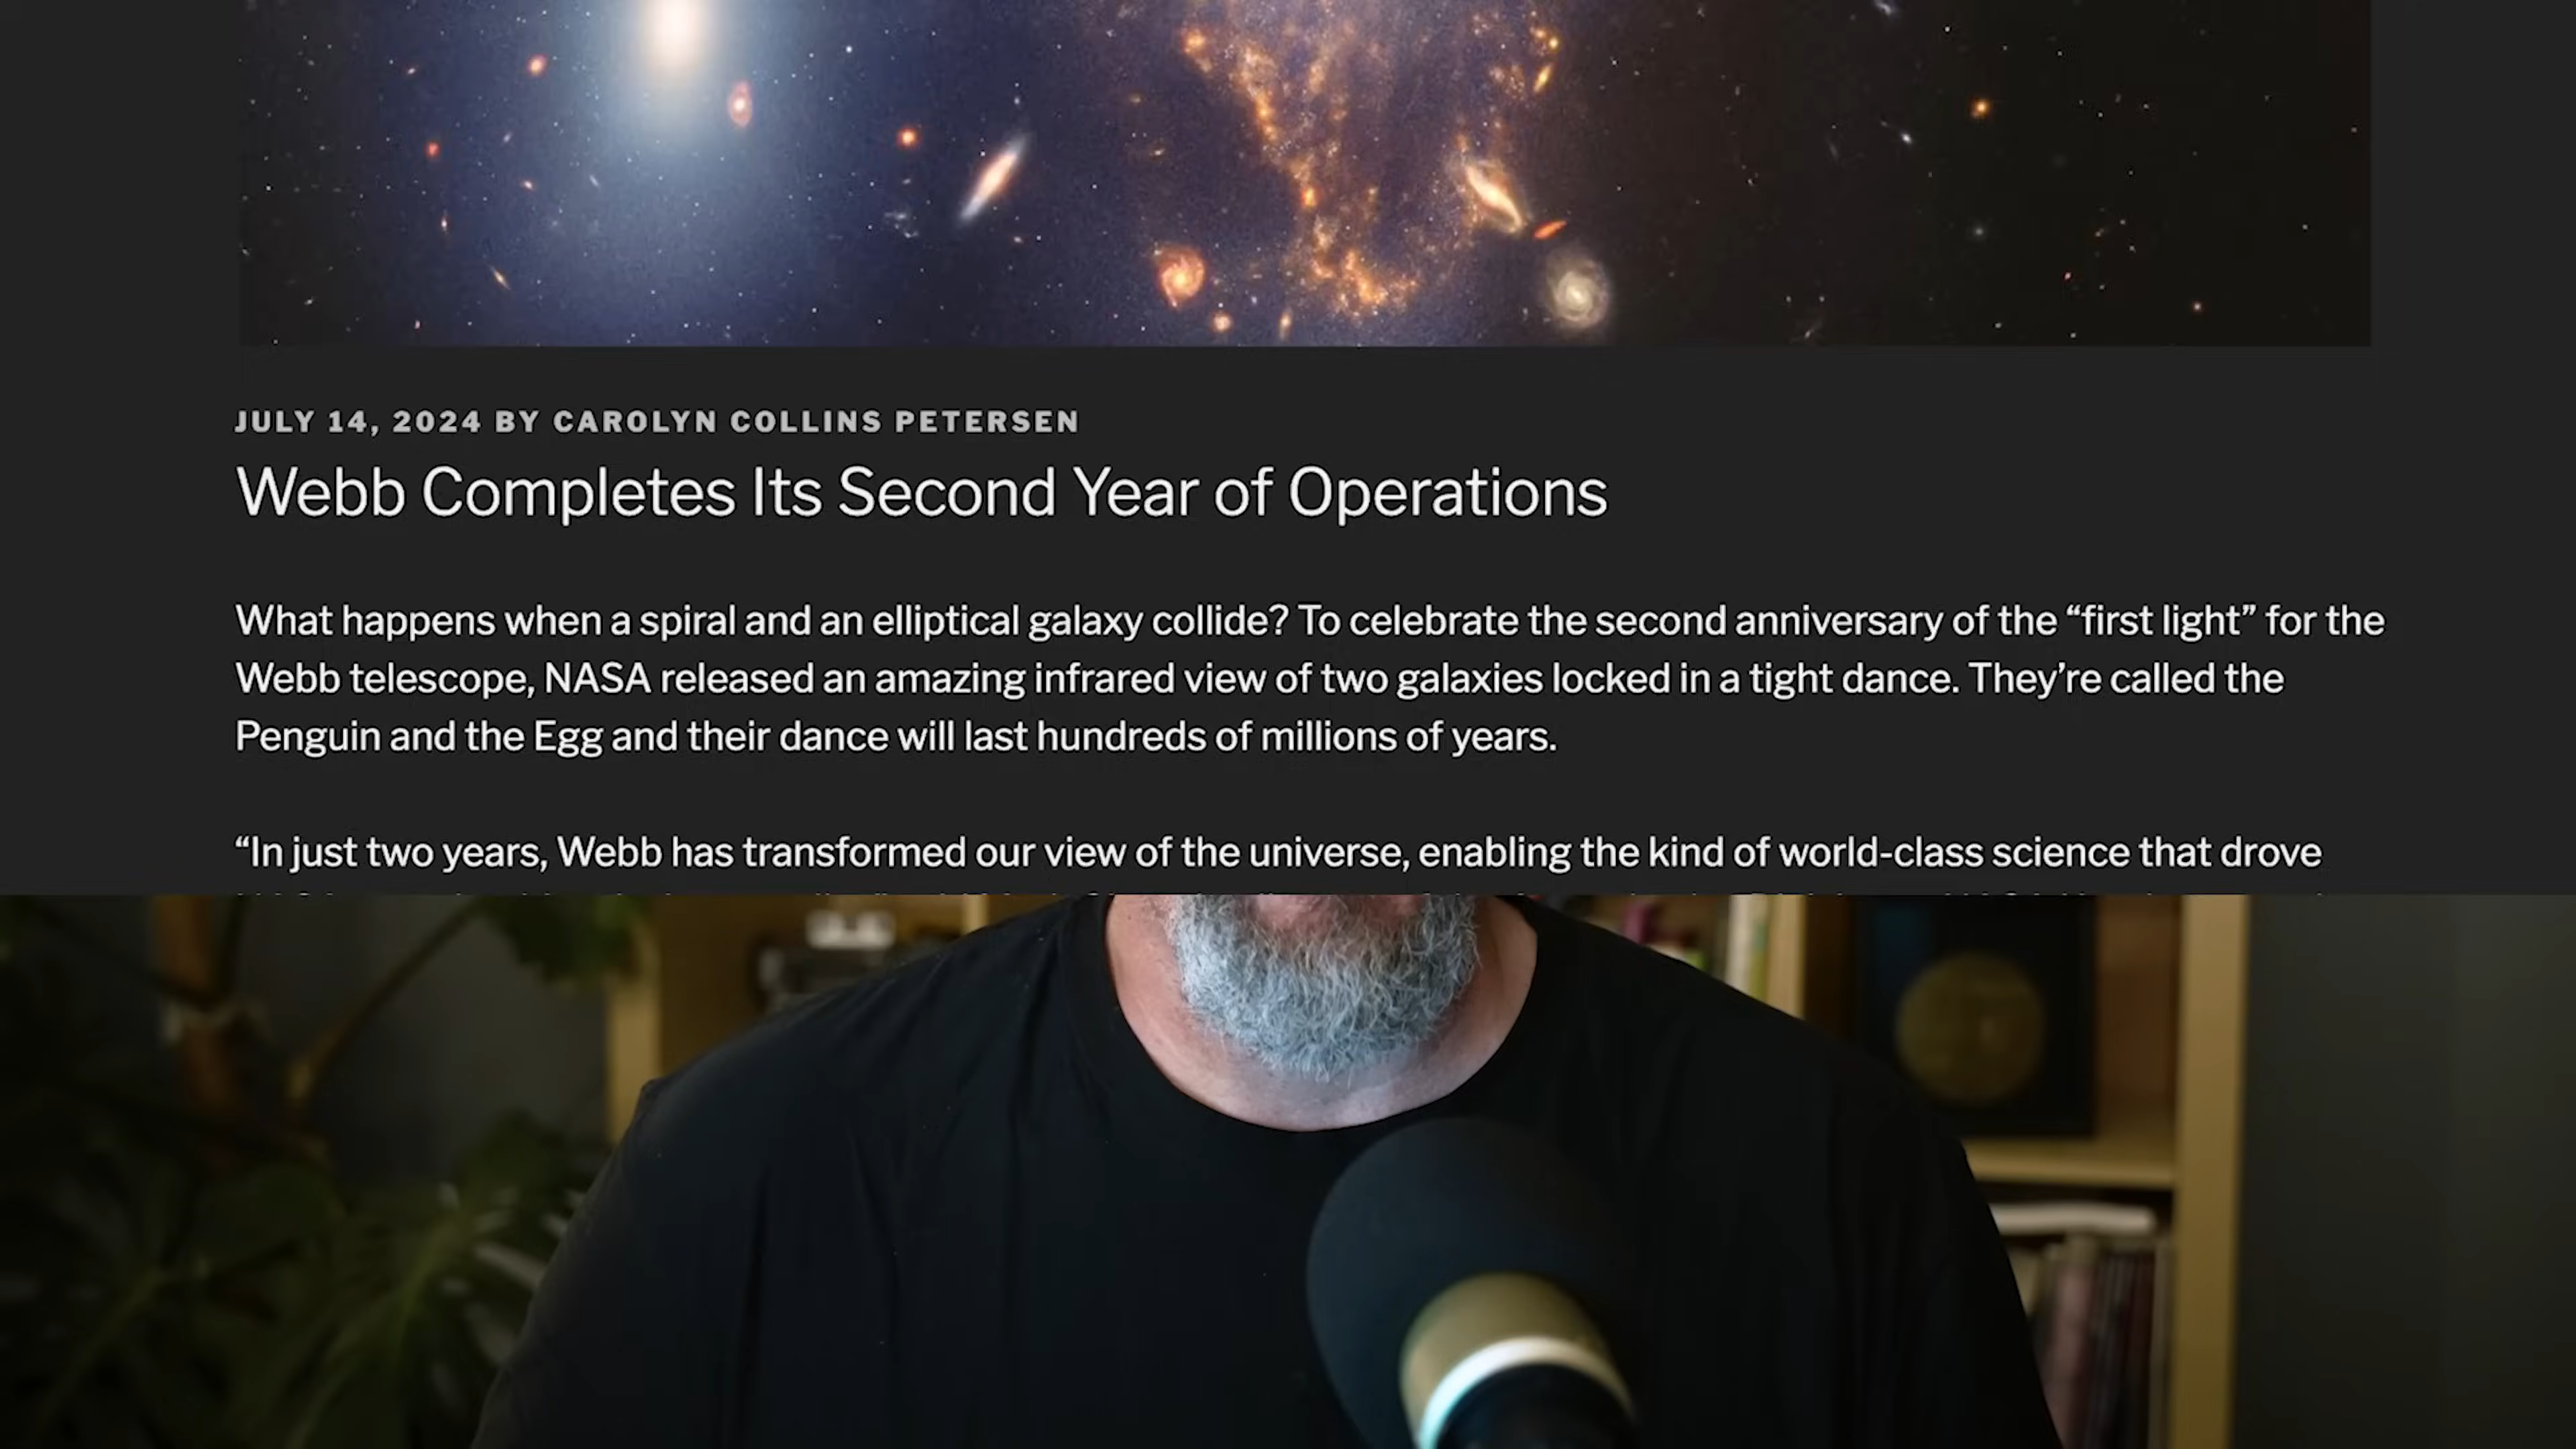 JULY 14, 2024 BY CAROLYN COLLINS PETERSEN
Webb Completes Its Second Year of Operations
What happens when a spiral and an elliptical galaxy collide? To celebrate the second anniversary of the “first light” for the
Webb telescope, NASA released an amazing infrared view of two galaxies locked in a tight dance. They’re called the
Penguin and the Egg and their dance will last hundreds of millions of years.
“In just two years, Webb has transformed our view of the universe, enabling the kind of world-class science that drove